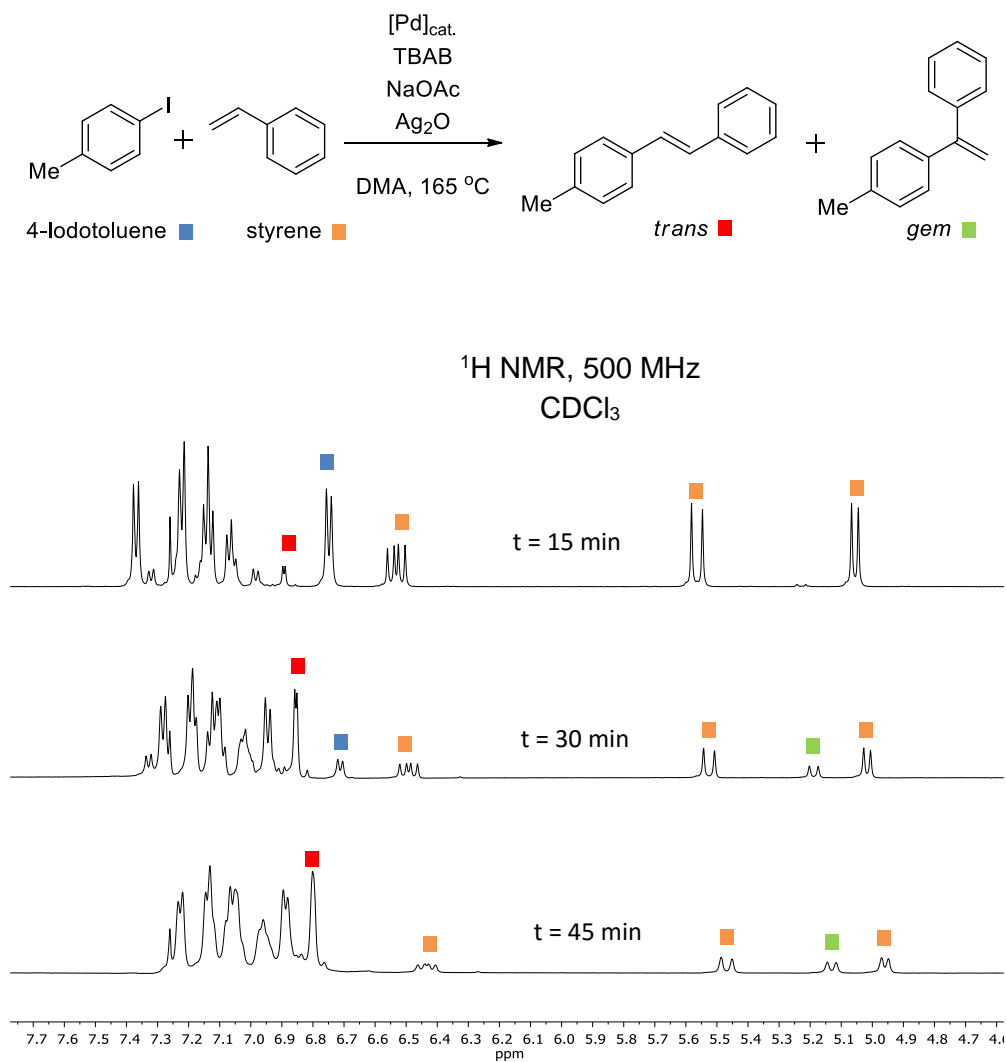 [Pd]cat.
TBAB
NaOAc
Ag2O
I
+
+
Me
DMA, 165 oC
Me
Me
4-Iodotoluene
styrene
trans
gem
1H NMR, 500 MHz
CDCl3
t = 15 min
t = 30 min
t = 45 min
7.7 7.6 7.5 7.4 7.3 7.2 7.1 7.0 6.9 6.8 6.7 6.6 6.5 6.4 6.3 6.2 6.1 6.0 5.9 5.8 5.7 5.6 5.5 5.4 5.3 5.2 5.1 5.0 4.9 4.8 4.7
ppm